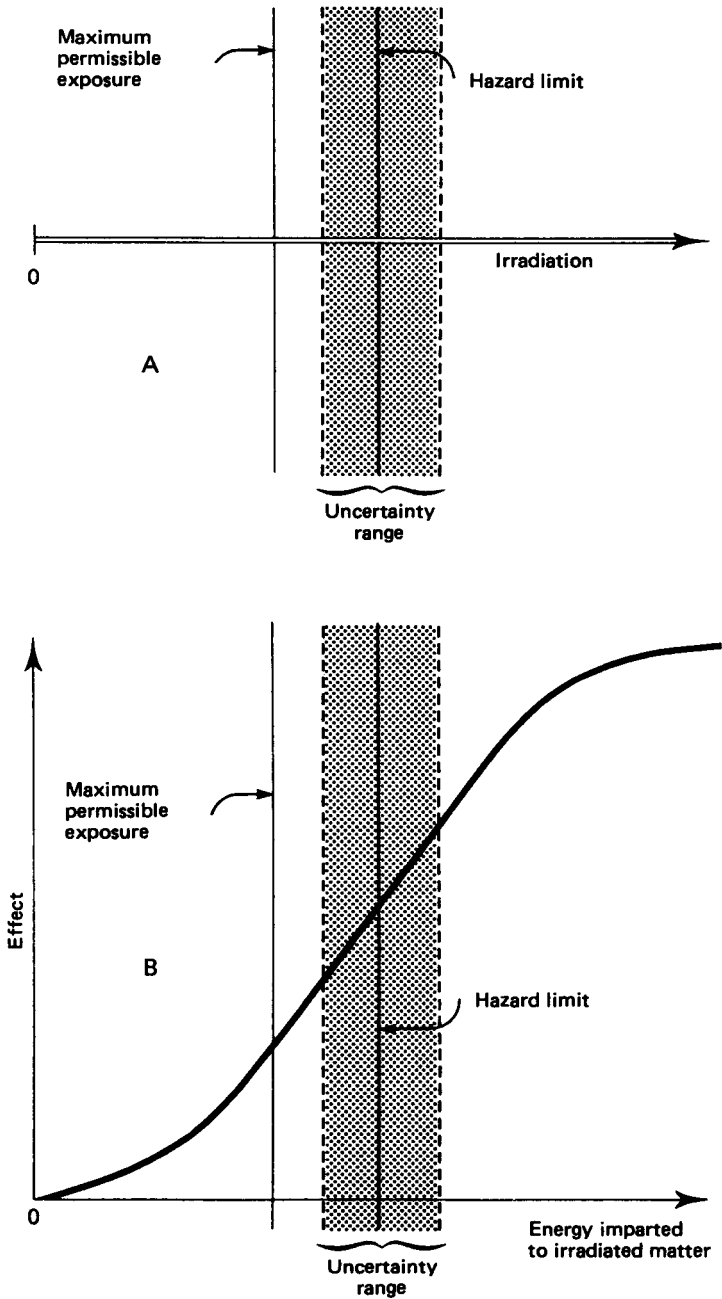 Maximum
permissible
exposure
Hazard limit
0
Irradiation
A
Uncertainty
range
Maximum
permissible
exposure
Effect
B
Hazard limit
0
Energy imparted
to irradiated matter
Uncertainty
range